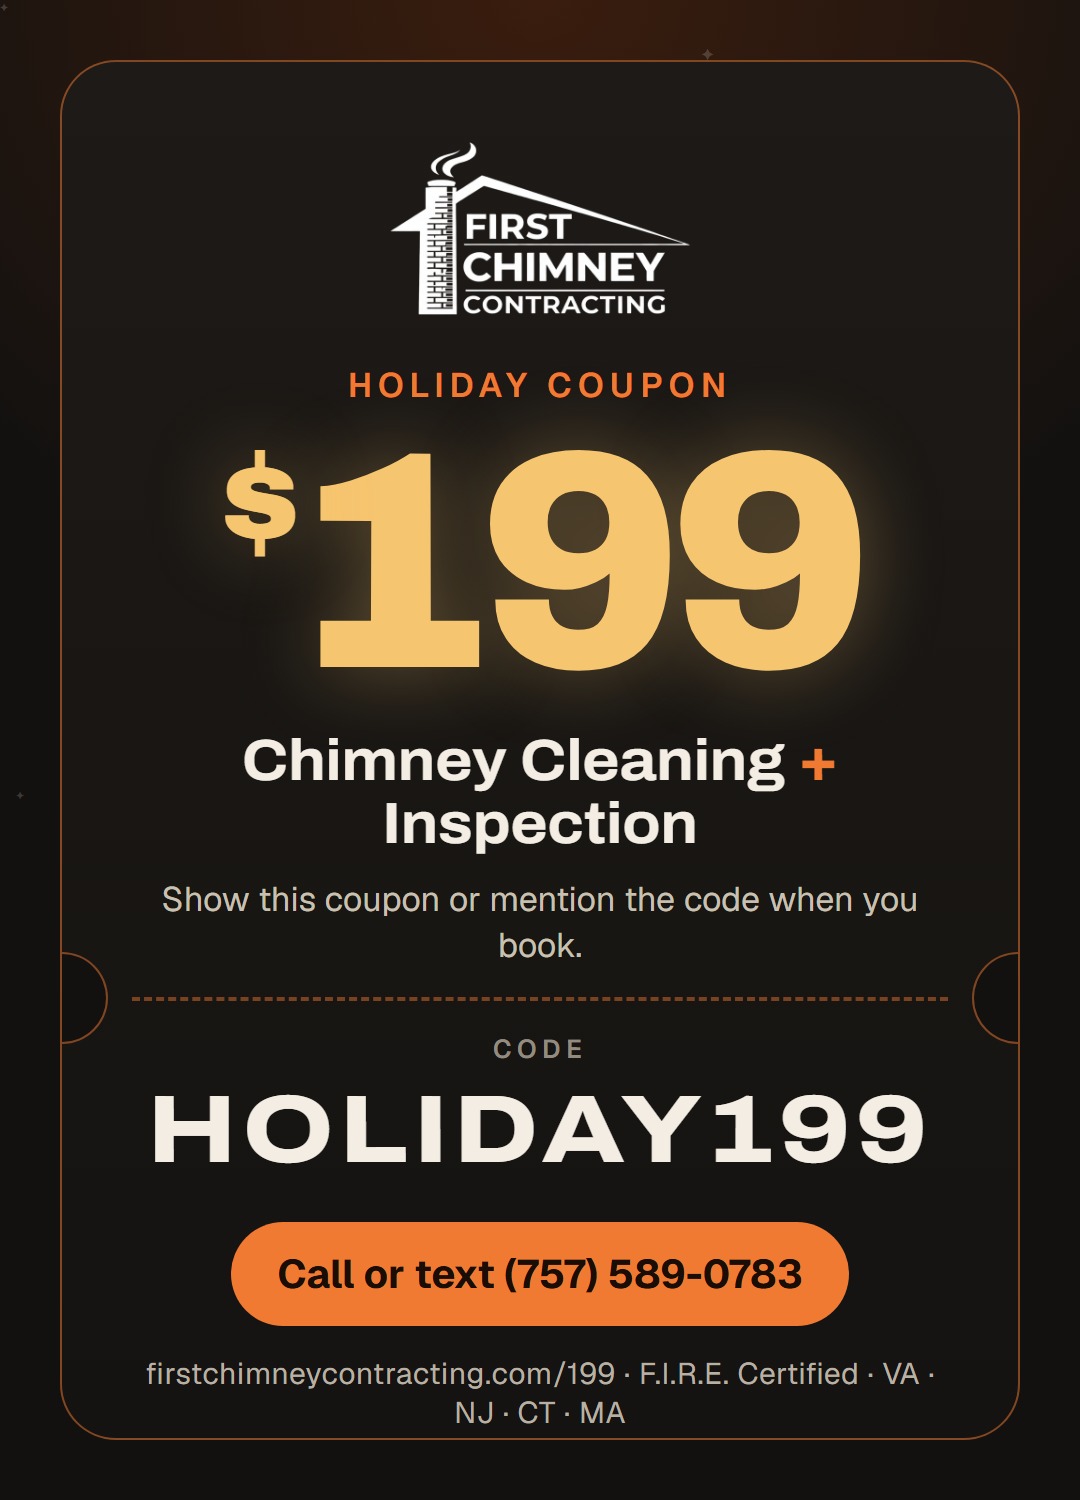 FIRST
CHIMNEY
CONTRACTING
HOLIDAY COUPON
$199
Chimney Cleaning +
Inspection
Show this coupon or mention the code when you
book.
CODE
HOLIDAY199
Call or text (757) 589-0783
firstchimneycontracting.com/199 · F.I.R.E. Certified · VA ·
NJ · CT · MA